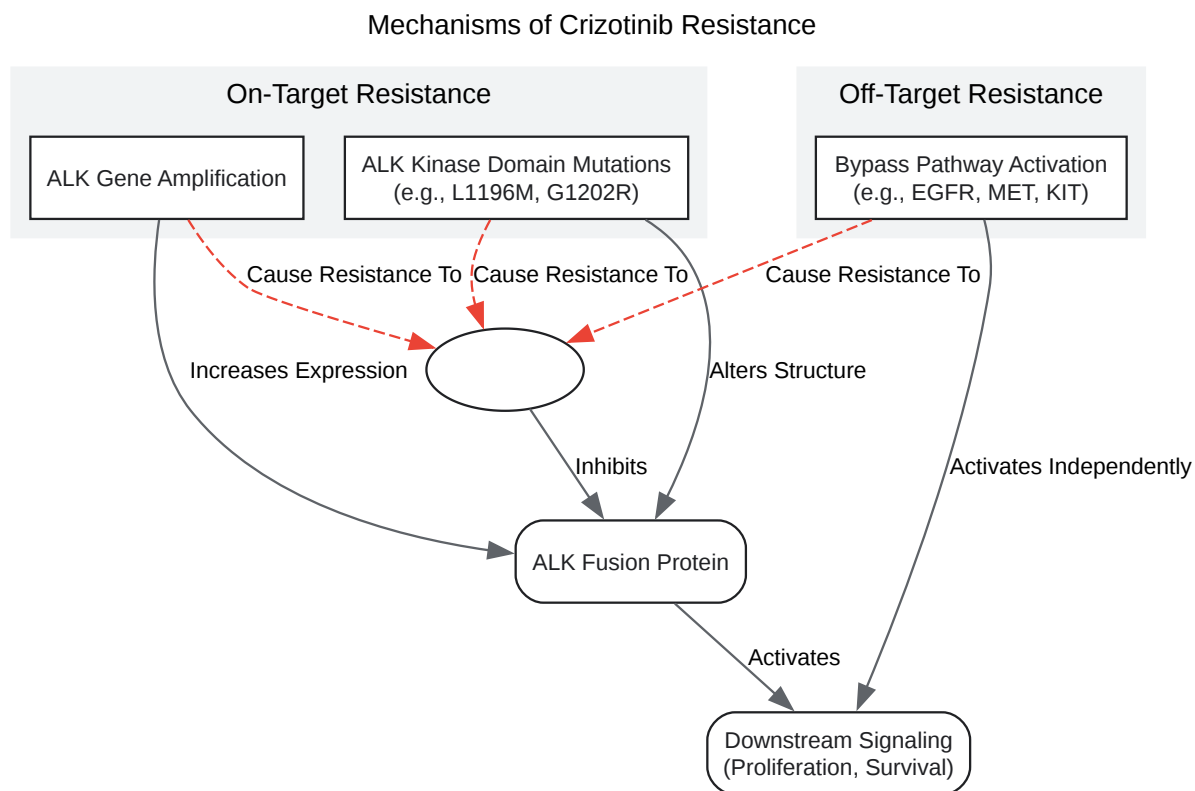 Mechanisms of Crizotinib Resistance
On-Target Resistance
Off-Target Resistance
ALK Gene Amplification
ALK Kinase Domain Mutations
(e.g., L1196M, G1202R)
Bypass Pathway Activation
(e.g., EGFR, MET, KIT)
Cause Resistance To
Cause Resistance To
Cause Resistance To
Increases Expression
Alters Structure
Inhibits
Activates Independently
ALK Fusion Protein
Activates
Downstream Signaling
(Proliferation, Survival)